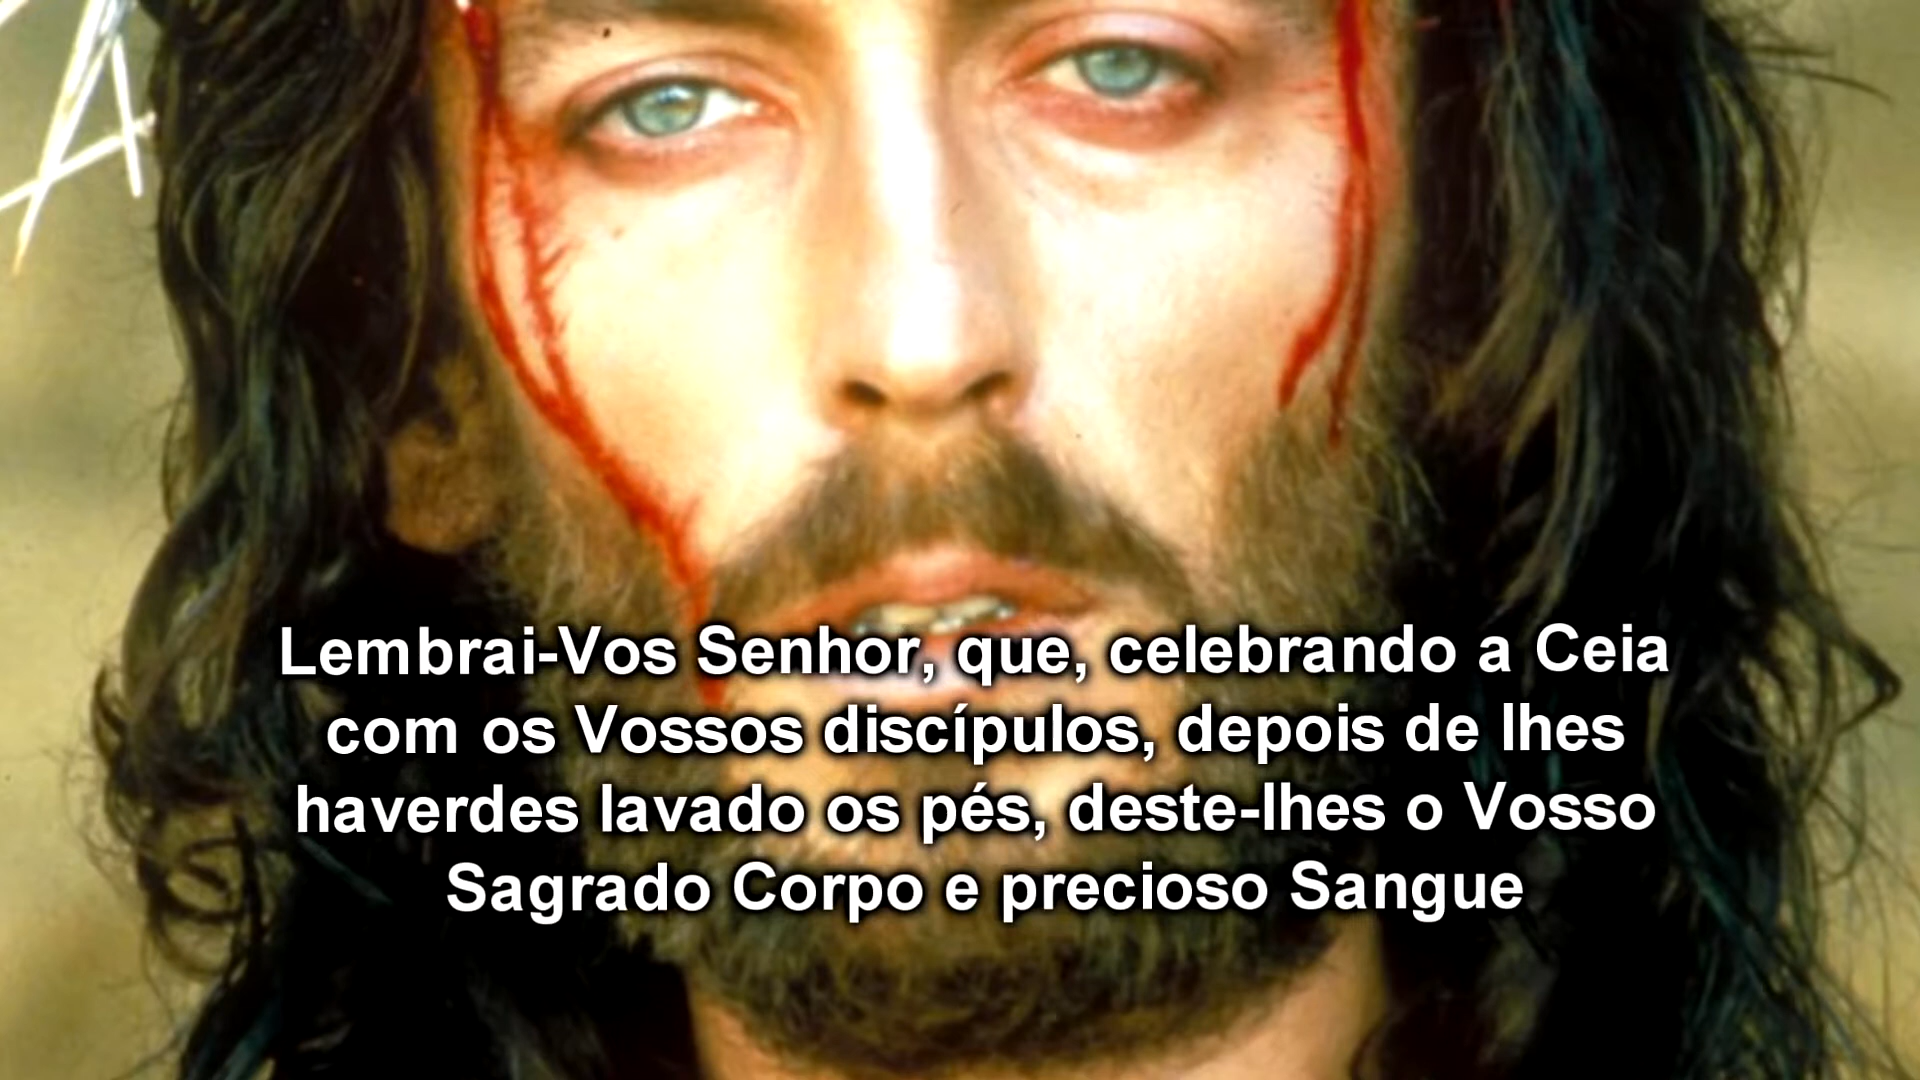 Lembrai-Vos Senhor, que, celebrando a Ceia
com os Vossos discípulos, depois de lhes
haverdes lavado os pés, deste-lhes o Vosso
Sagrado Corpo e precioso Sangue